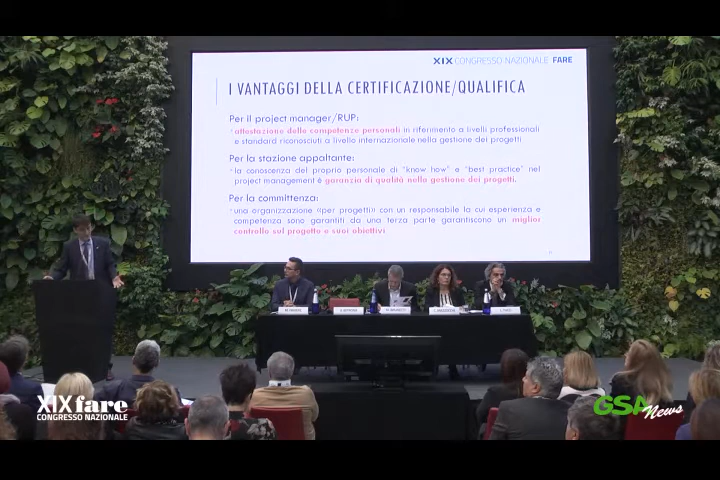 XIX CONGRESSO NAZIONALE FARE
I VANTAGGI DELLA CERTIFICAZIONE/QUALIFICA
Per il project manager/RUP:
attestazione delle competenze personali in riferimento a livelli professionali
e standard riconosciuti a livello internazionale nella gestione dei progetti
Per la stazione appaltante:
la conoscenza del proprio personale di "know how" e "best practice" nel
project management è garanzia di qualità nella gestione dei progetti.
Per la committenza:
una organizzazione «per progetti» con un responsabile la cui esperienza e
competenza sono garantiti da una terza parte garantiscono un miglior
controllo sul progetto e suoi obiettivi
XIX fare
CONGRESSO NAZIONALE
GSA News